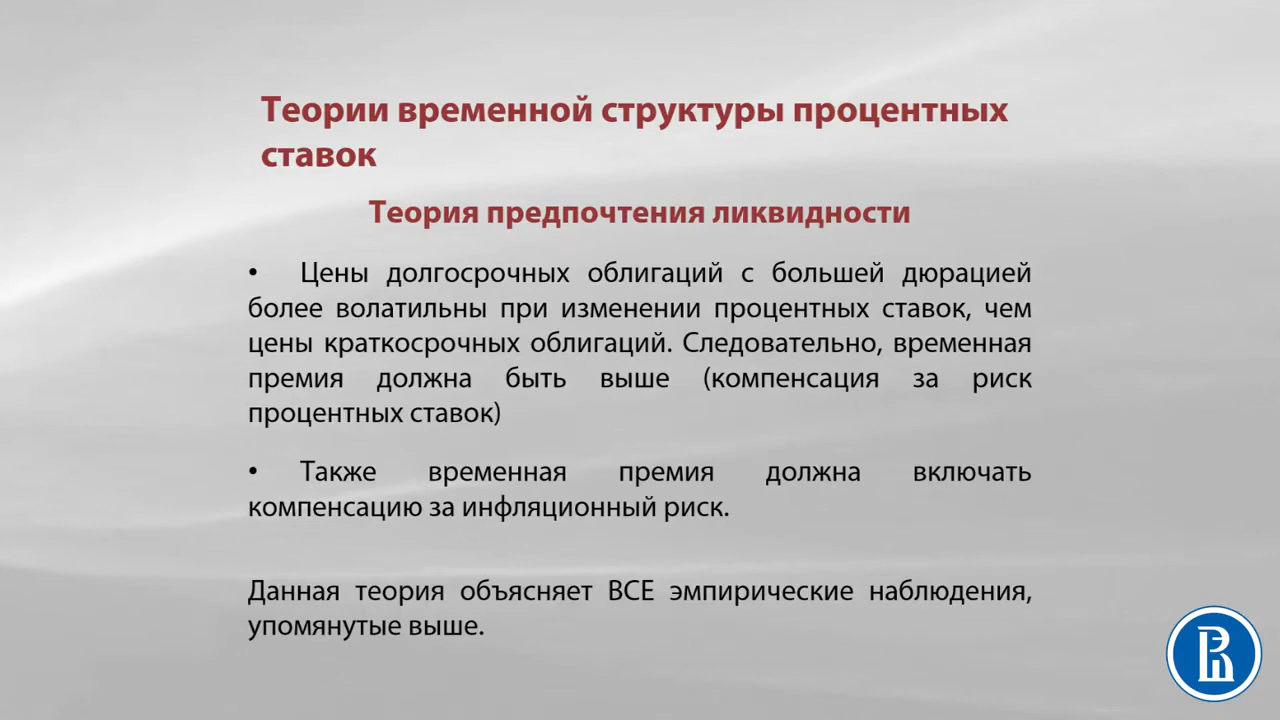 Теории временной структуры процентных
ставок
Теория предпочтения ликвидности
• Цены долгосрочных облигаций с большей дюрацией
более волатильны при изменении процентных ставок, чем
цены краткосрочных облигаций. Следовательно, временная
премия должна быть выше (компенсация за риск
процентных ставок)
• Также временная премия должна включать
компенсацию за инфляционный риск.
Данная теория объясняет ВСЕ эмпирические наблюдения,
упомянутые выше.